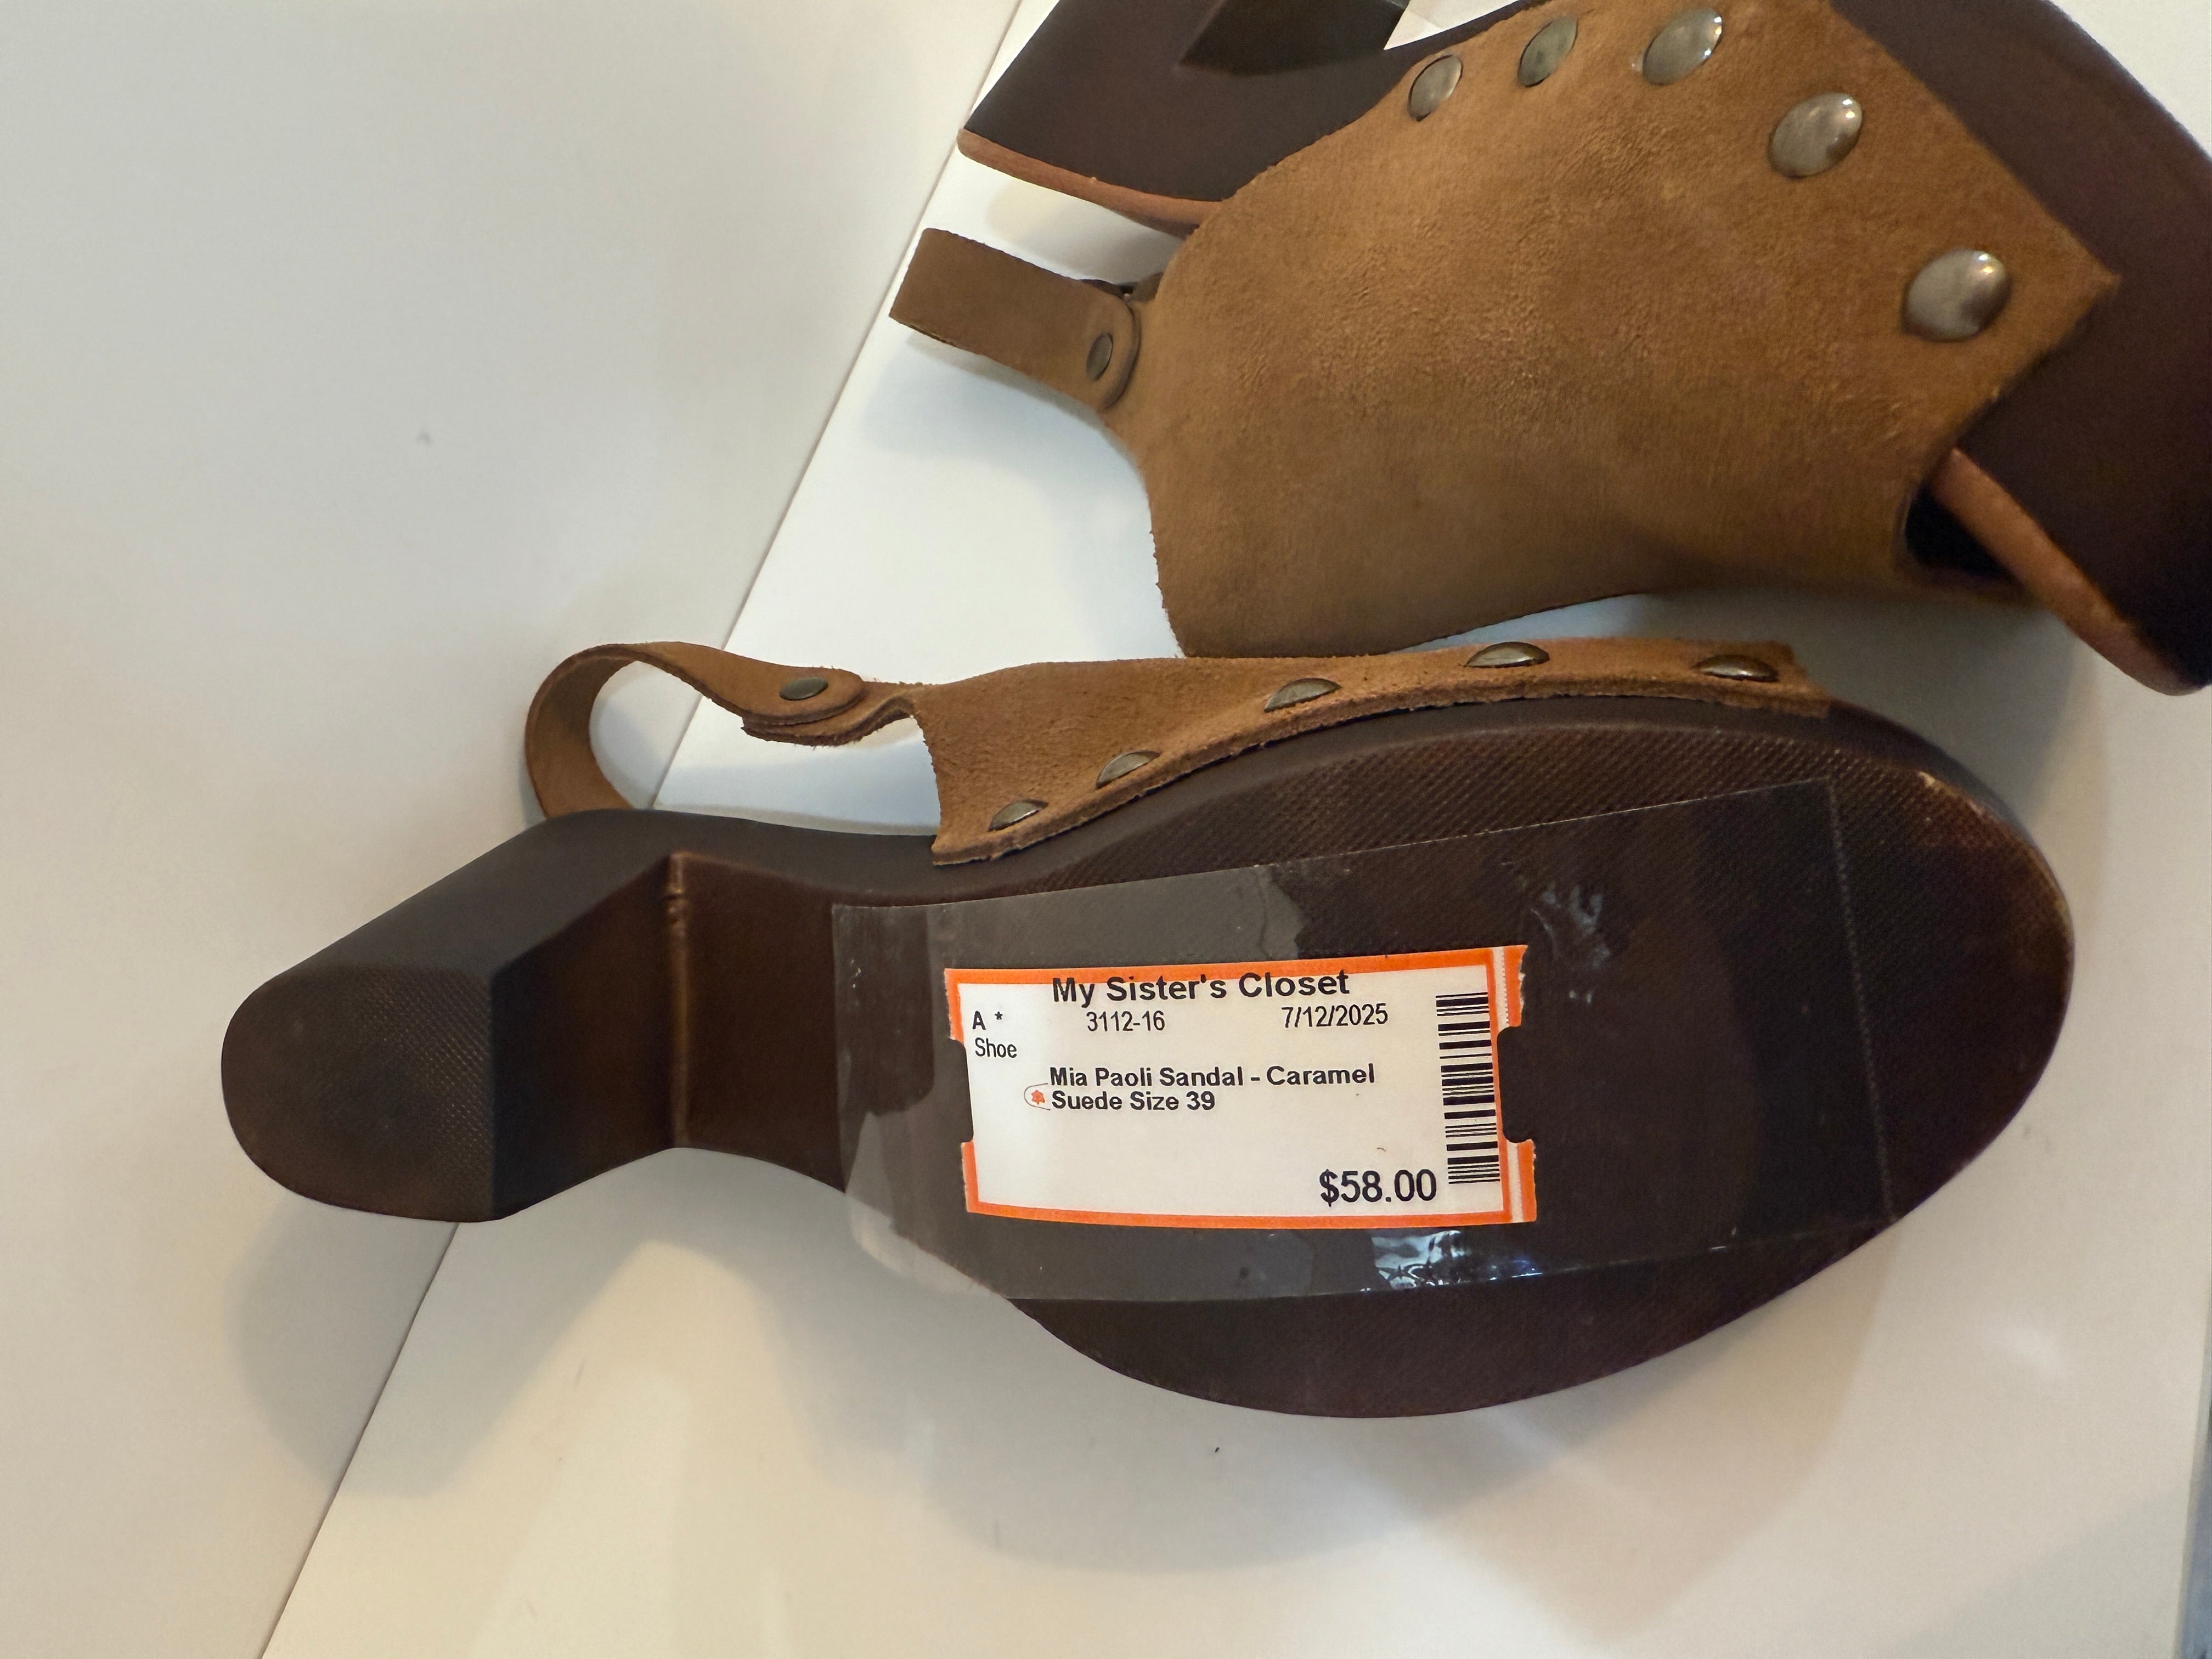 My Sister's Closet
A * 3112-16 7/12/2025
Shoe
Mia Paoli Sandal - Caramel
Suede Size 39
$58.00